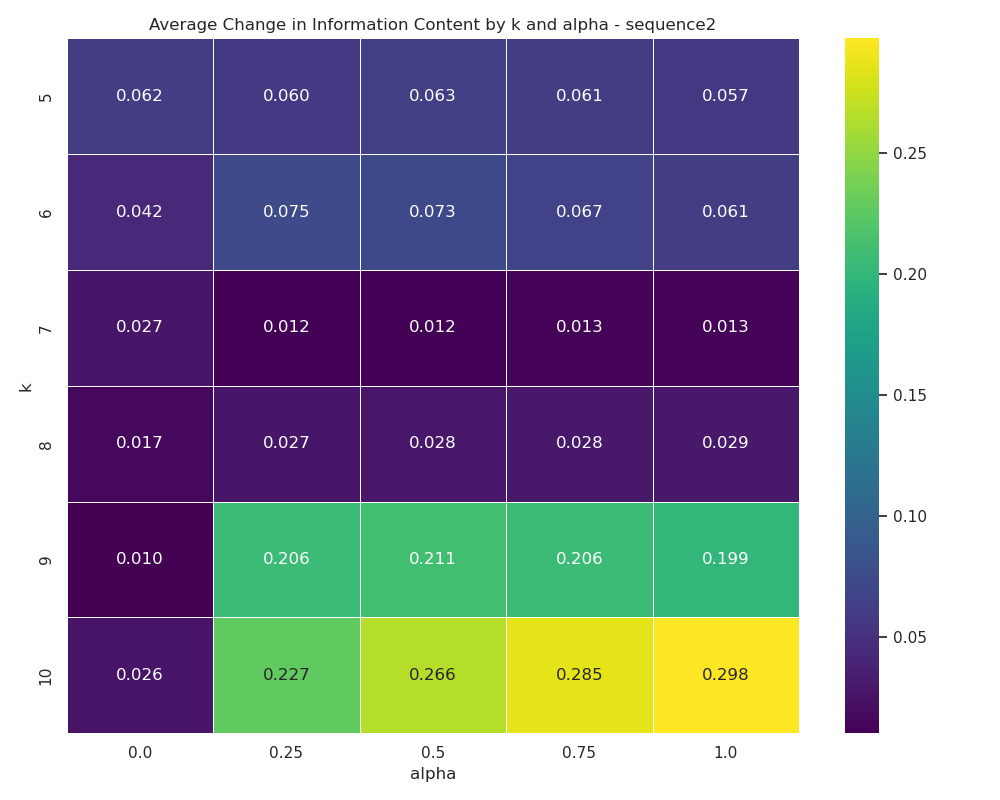 Average Change in Information Content by k and alpha - sequence2
5 0.062 0.060 0.063 0.061 0.057
6 0.042 0.075 0.073 0.067 0.061
7 0.027 0.012 0.012 0.013 0.013
k
8 0.017 0.027 0.028 0.028 0.029
9 0.010 0.206 0.211 0.206 0.199
10 0.026 0.227 0.266 0.285 0.298
0.0 0.25 0.5 0.75 1.0
alpha
0.25
0.20
0.15
0.10
0.05